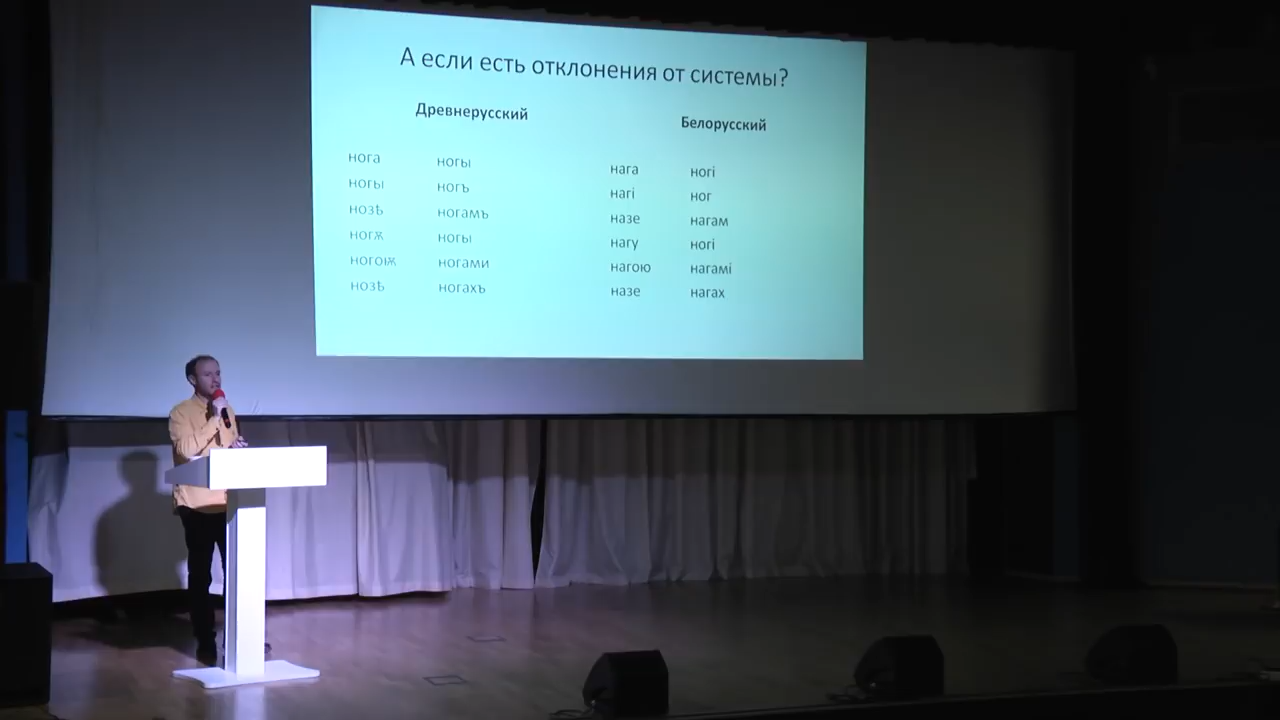 А если есть отклонения от системы?
Древнерусский Белорусский
нога ногы нага ногі
ногы ногъ нагі ног
нозѣ ногамъ назе нагам
ногѫ ногы нагу ногі
ногоѭ ногами нагою нагамі
нозѣ ногахъ назе нагах